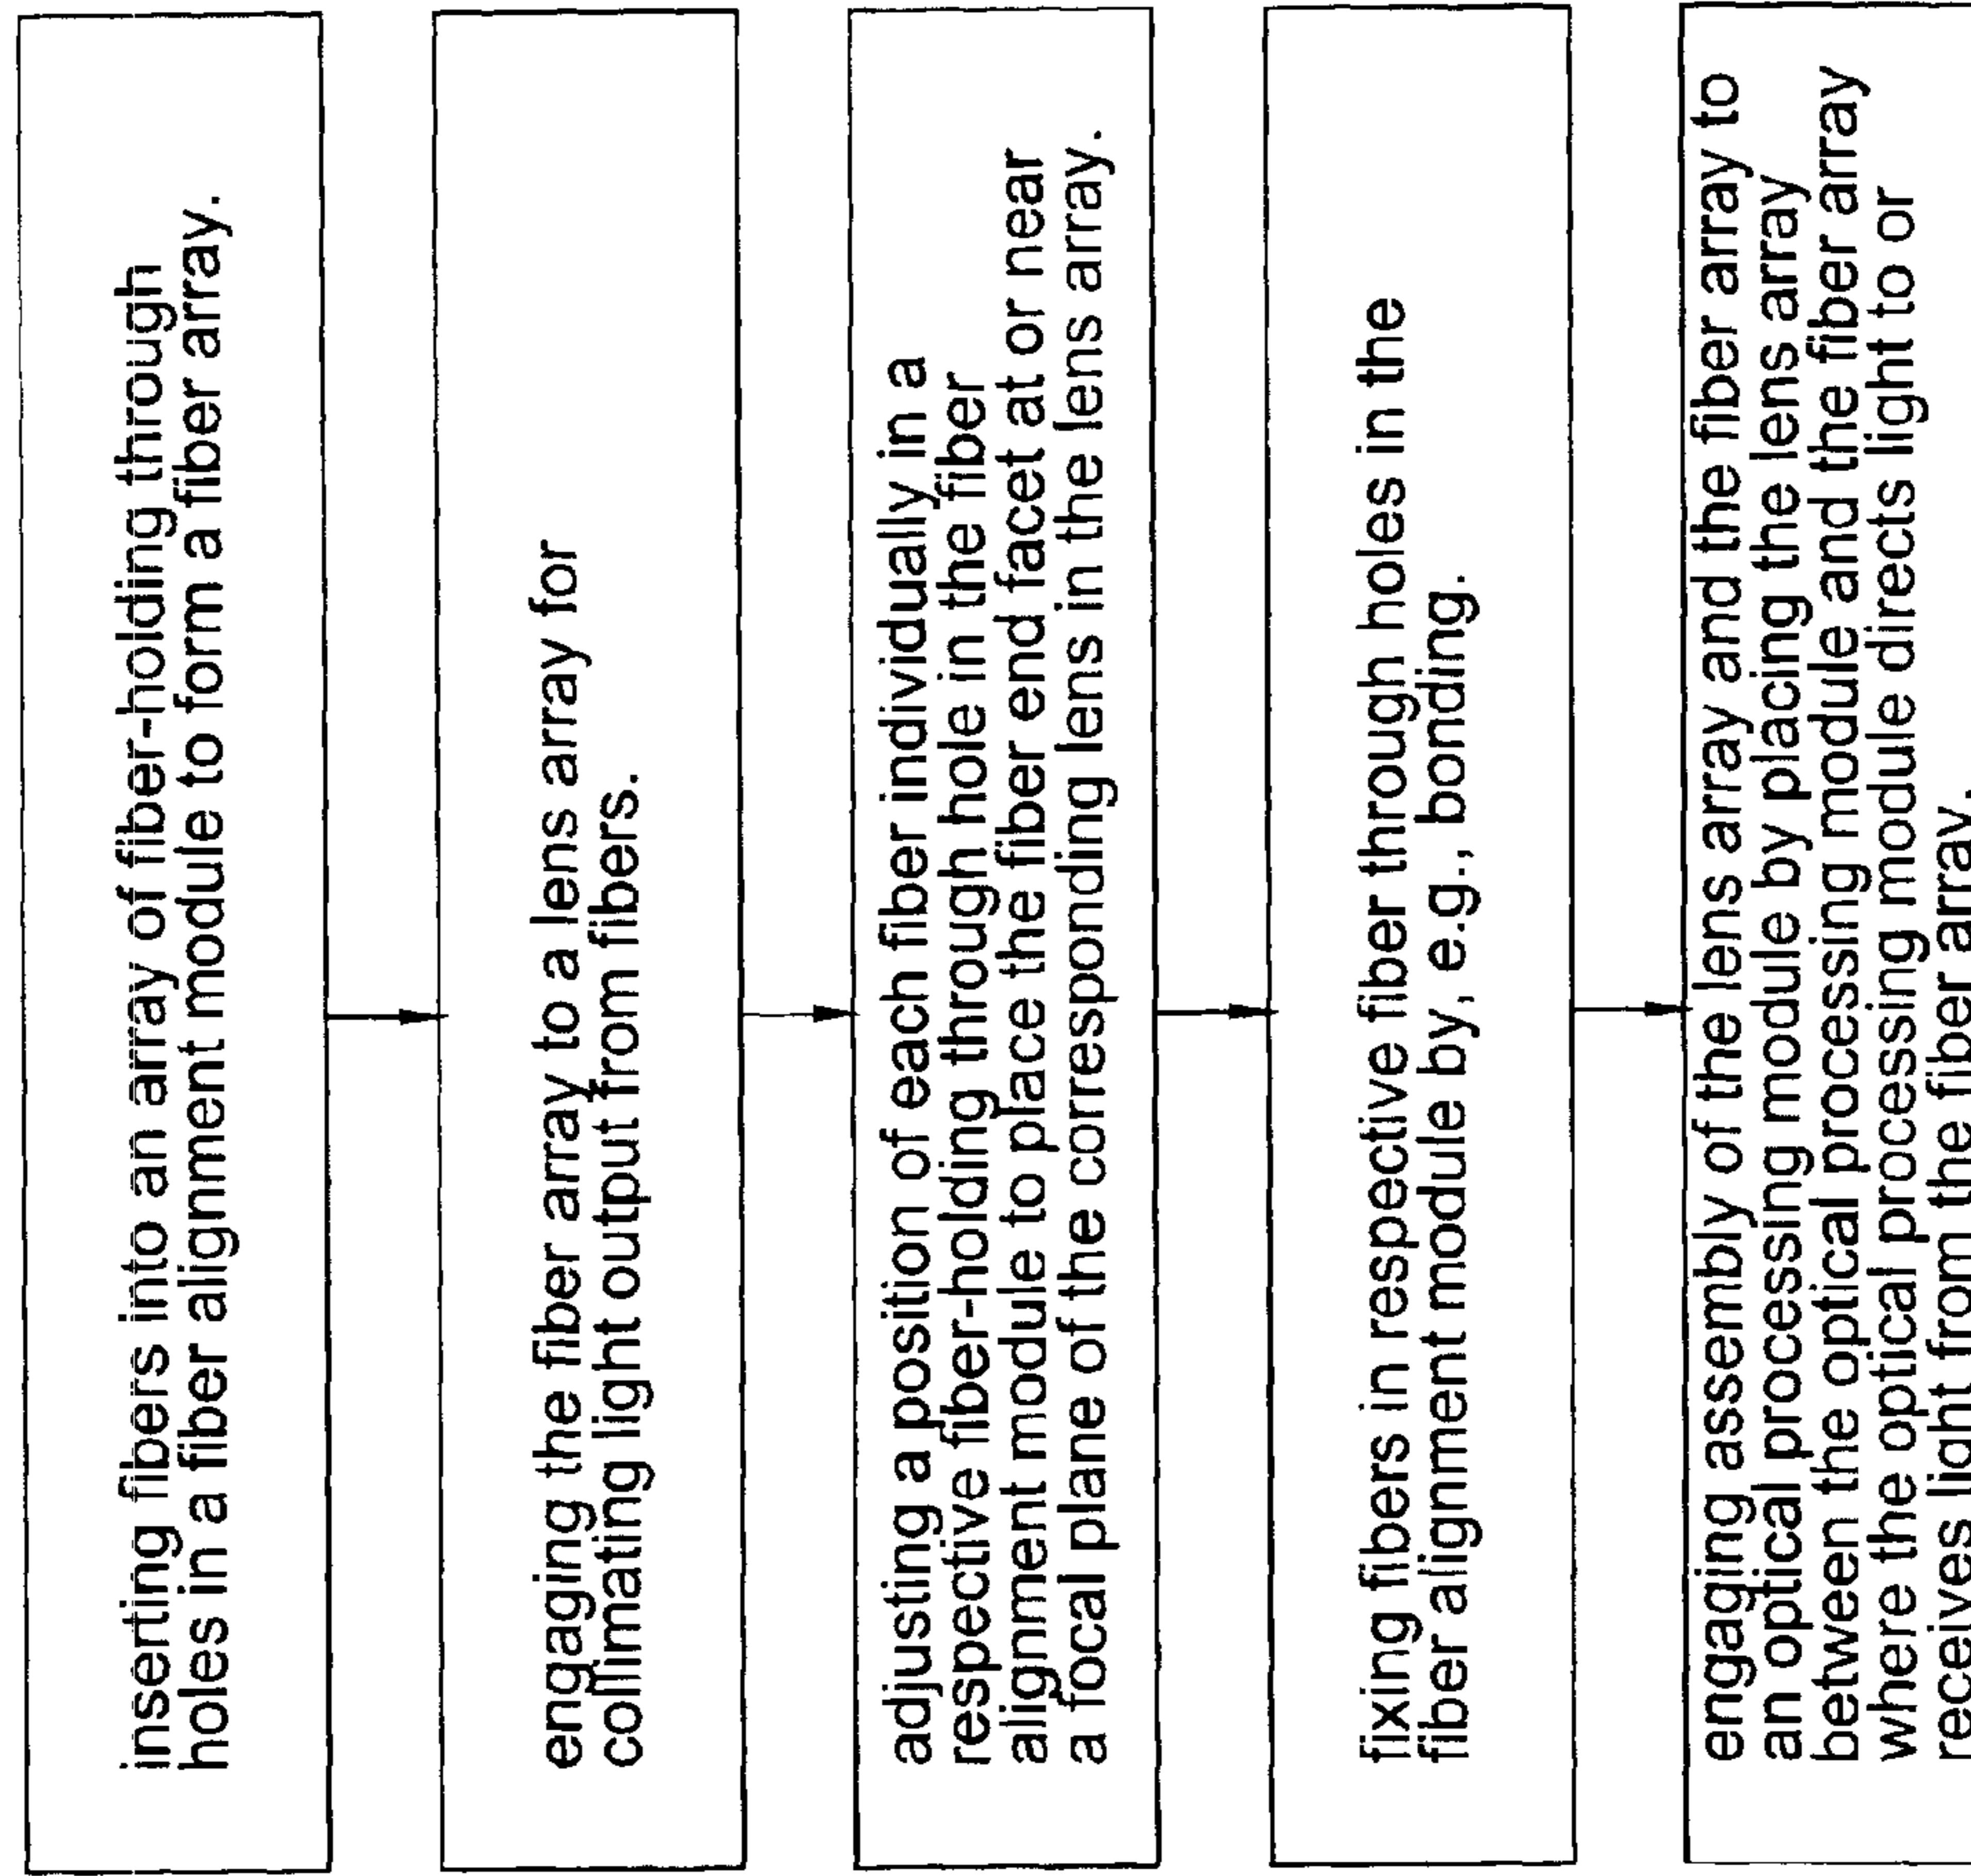 inserting fibers into an array of fiber-holding through
holes in a fiber alignment module to form a fiber array.
engaging the fiber array to a lens array for
collimating light output from fibers.
adjusting a position of each fiber individually in a
respective fiber-holding through hole in the fiber
alignment module to place the fiber end facet at or near
a focal plane of the corresponding lens in the lens array.
fixing fibers in respective fiber through holes in the
fiber alignment module by, e.g., bonding.
engaging assembly of the lens array and the fiber array to
an optical processing module by placing the lens array
between the optical processing module and the fiber array
where the optical processing module directs light to or
receives light from the fiber array.